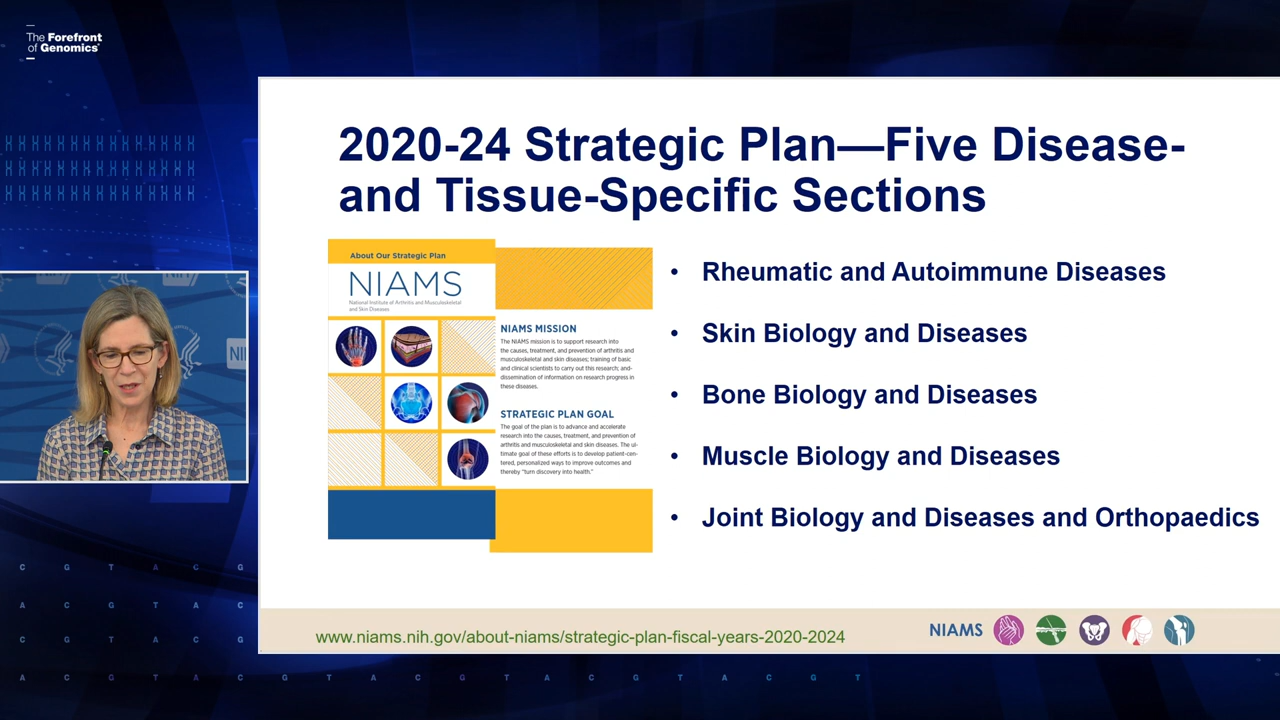 The Forefront
of Genomics
2020-24 Strategic Plan—Five Disease-
and Tissue-Specific Sections
About Our Strategic Plan
NIAMS
National Institute of Arthritis and Musculoskeletal
and Skin Diseases
NIAMS MISSION
The NIAMS mission is to support research into
the causes, treatment, and prevention of arthritis and
musculoskeletal and skin diseases; training of basic
and clinical scientists to carry out this research; and-
dissemination of information on research progress in
these diseases.
STRATEGIC PLAN GOAL
The goal of the plan is to advance and accelerate
research into the causes, treatment, and prevention of
arthritis and musculoskeletal and skin diseases. The ul-
timate goal of these efforts is to develop patient-cen-
tered, personalized ways to improve outcomes and
thereby "turn discovery into health."
• Rheumatic and Autoimmune Diseases
• Skin Biology and Diseases
• Bone Biology and Diseases
• Muscle Biology and Diseases
• Joint Biology and Diseases and Orthopaedics
www.niams.nih.gov/about-niams/strategic-plan-fiscal-years-2020-2024
NIAMS
NI
C G T A C G
A C G T A C
C G T A C G
A C G T A C G T A C G T A C G T A C G T